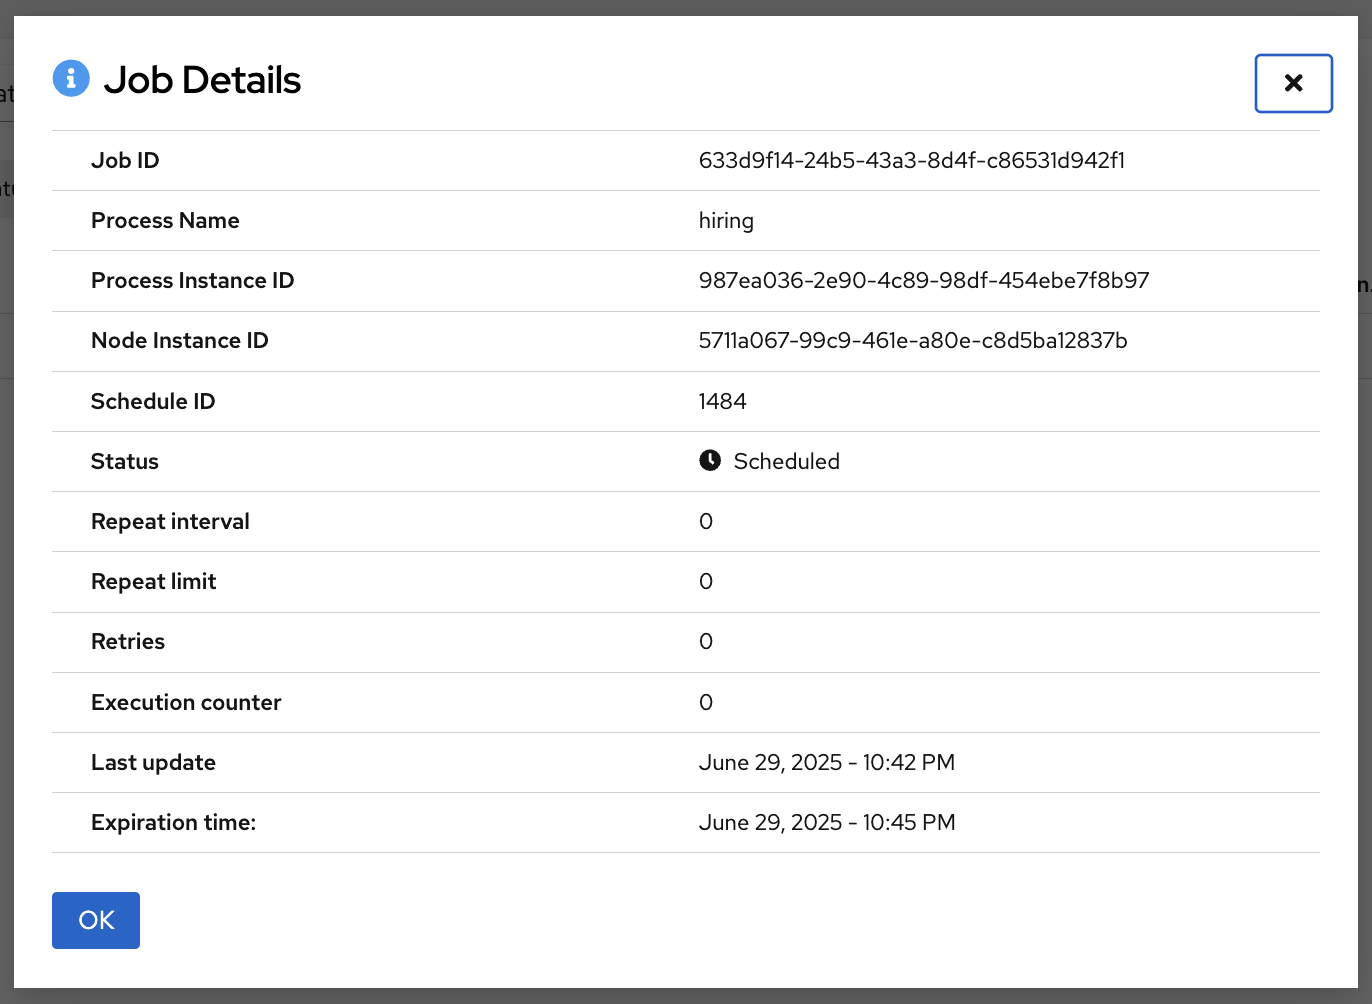 Job Details
Job ID 633d9f14-24b5-43a3-8d4f-c86531d942f1
Process Name hiring
Process Instance ID 987ea036-2e90-4c89-98df-454ebe7f8b97
Node Instance ID 5711a067-99c9-461e-a80e-c8d5ba12837b
Schedule ID 1484
Status Scheduled
Repeat interval 0
Repeat limit 0
Retries 0
Execution counter 0
Last update June 29, 2025 - 10:42 PM
Expiration time: June 29, 2025 - 10:45 PM
OK